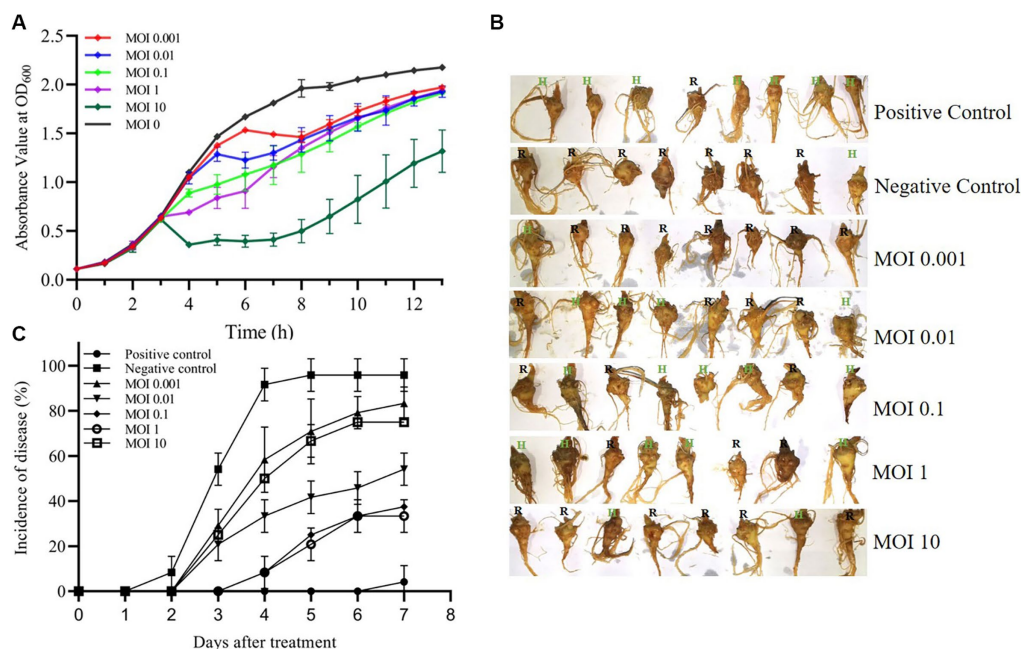 A
Absorbance Value at OD600
2.5
2.0
1.5
1.0
0.5
0.0
MOI 0.001
MOI 0.01
MOI 0.1
MOI 1
MOI 10
MOI 0
0 2 4 6 8 10 12
Time (h)
B
H H H R H H H H
Positive Control
R R R R R R R H
Negative Control
H R R R R R R R
MOI 0.001
R H H H R R R H
MOI 0.01
R H R H H H R H
MOI 0.1
H H R H H R R H
MOI 1
R R H R R R H R
MOI 10
C
Incidence of disease (%)
100
80
60
40
20
0
Positive control
Negative control
MOI 0.001
MOI 0.01
MOI 0.1
MOI 1
MOI 10
0 1 2 3 4 5 6 7 8
Days after treatment